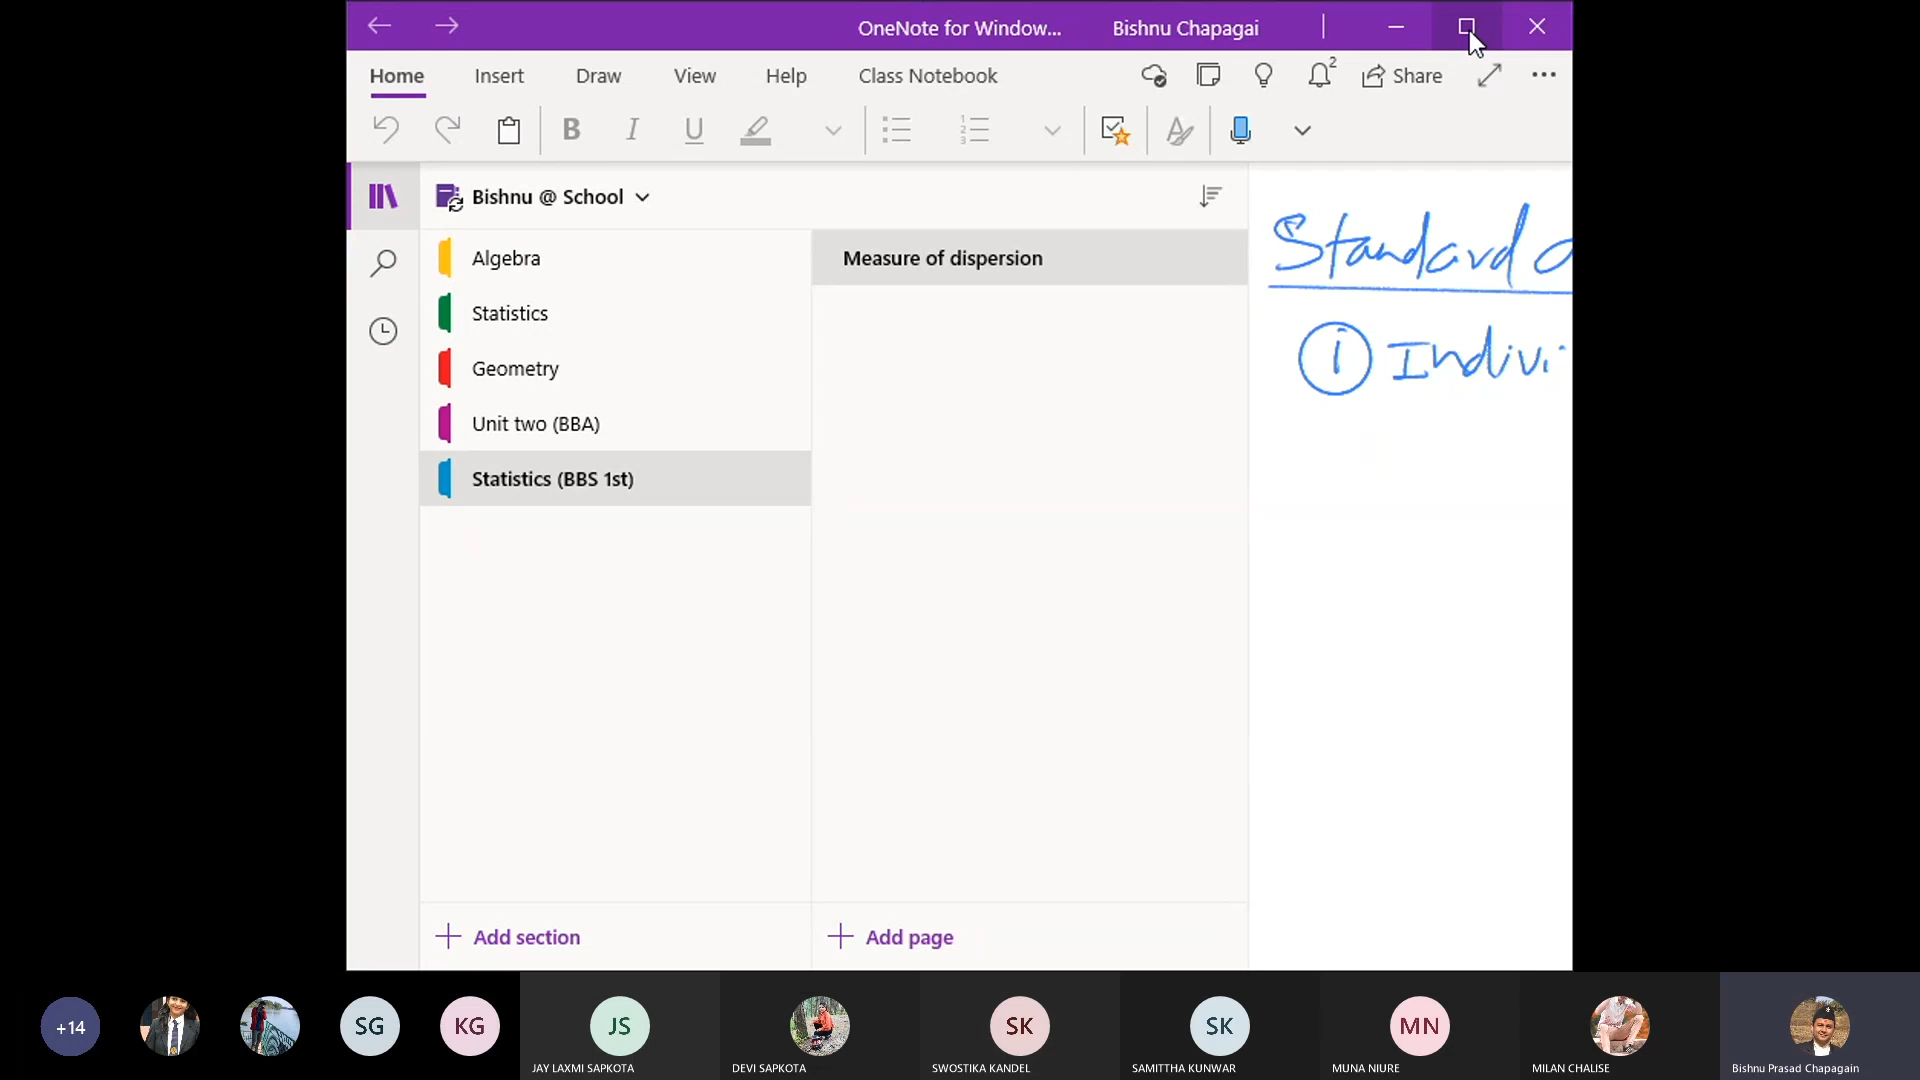 OneNote for Window... Bishnu Chapagai
Home Insert Draw View Help Class Notebook 2 Share
B I U
Bishnu @ School
Algebra
Statistics
Geometry
Unit two (BBA)
Statistics (BBS 1st)
Measure of dispersion
Standard
i Indivi
Add section
Add page
+14 SG KG JS SK SK MN
JAY LAXMI SAPKOTA DEVI SAPKOTA SWOSTIKA KANDEL SAMITTHA KUNWAR MUNA NIURE MILAN CHALISE Bishnu Prasad Chapagain